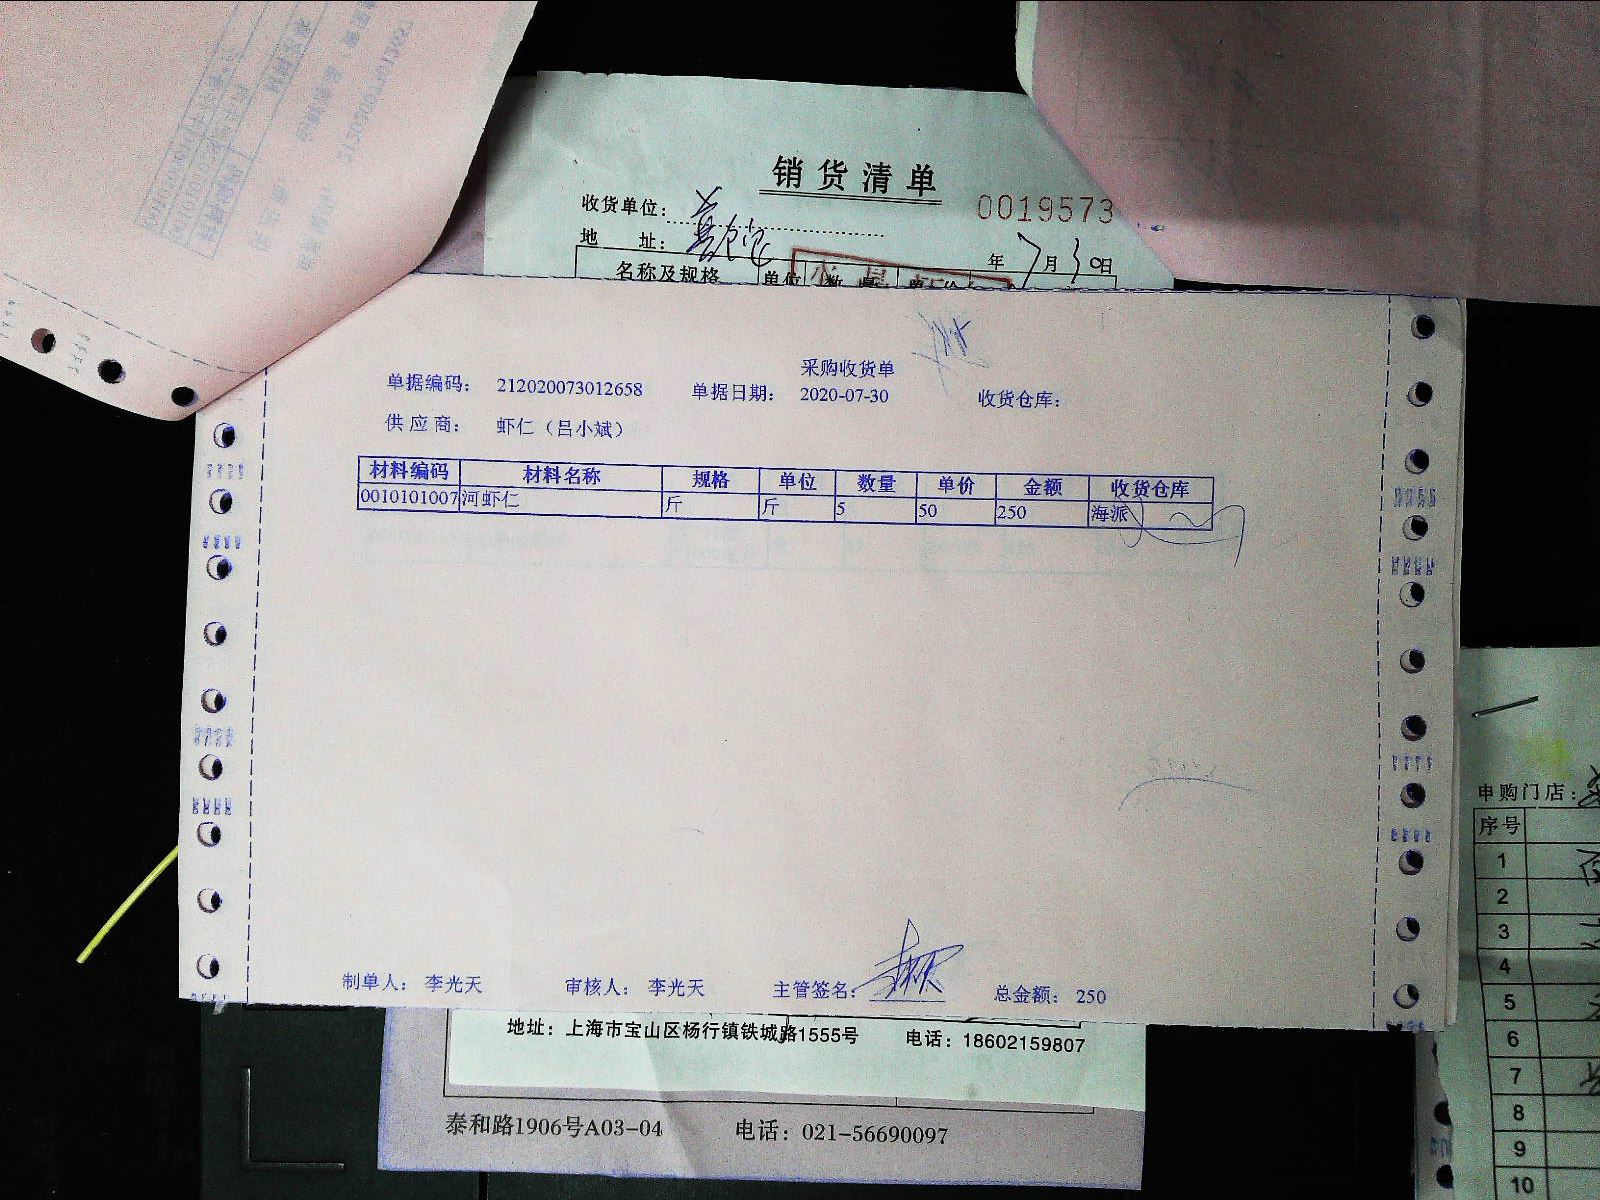 销货清单
收货单位：
0019573
地 址：
年7月30日
名称及规格 单位 数量 单价
采购收货单
单据编码： 212020073012658 单据日期： 2020-07-30 收货仓库：
供应商： 虾仁（吕小斌）
材料编码 材料名称 规格 单位 数量 单价 金额 收货仓库
0010101007 河虾仁 斤 斤 5 50 250 海派
制单人： 李光天 审核人： 李光天 主管签名： 总金额： 250
地址：上海市宝山区杨行镇铁城路1555号 电话：18602159807
泰和路1906号A03-04 电话：021-56690097
申购门店：
序号
1
2
3
4
5
6
7
8
9
10